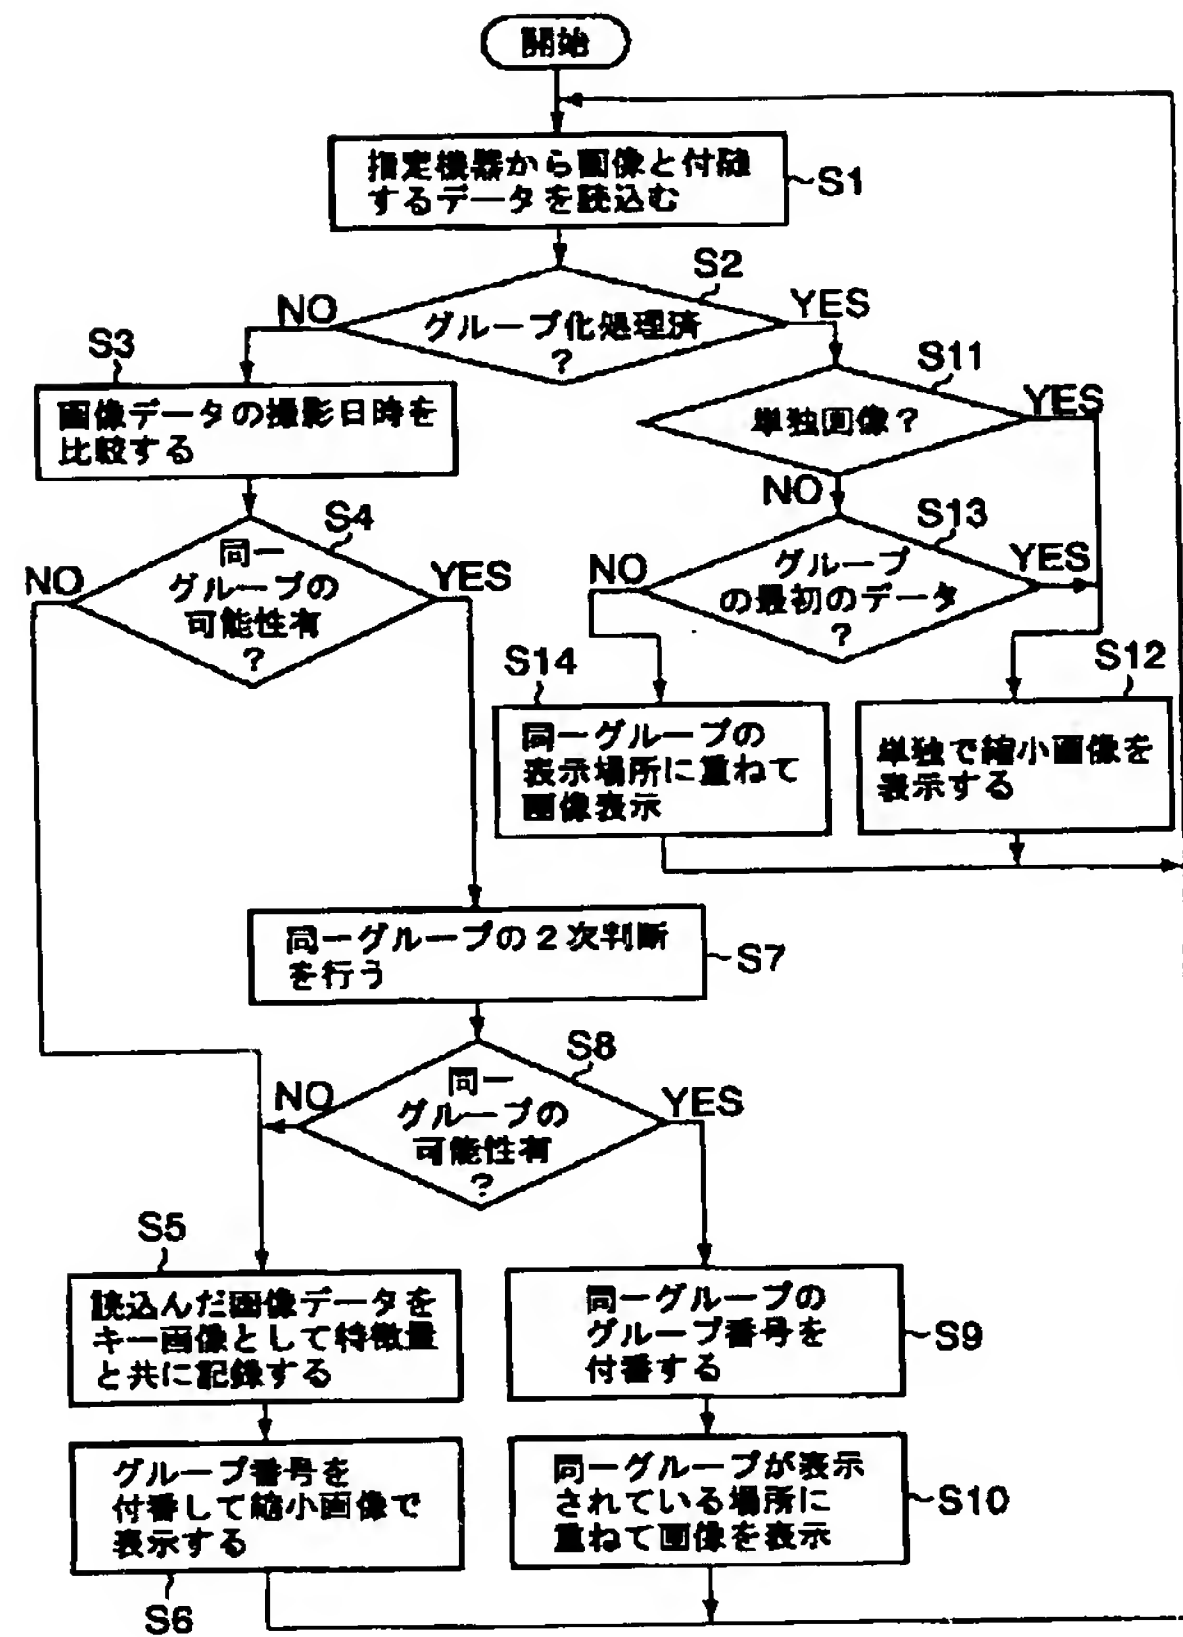 開始
指定機器から画像と付随
するデータを読込む
S1
S2
グループ化処理済
?
NO
YES
S3
画像データの撮影日時を
比較する
S11
単独画像?
YES
NO
S4
同一
グループの
可能性有
?
NO
YES
S13
グループ
の最初のデータ
?
NO
YES
S14
同一グループの
表示場所に重ねて
画像表示
S12
単独で縮小画像を
表示する
同一グループの2次判断
を行う
S7
S8
同一
グループの
可能性有
?
NO
YES
S5
読込んだ画像データを
キー画像として特徴量
と共に記録する
同一グループの
グループ番号を
付番する
S9
グループ番号を
付番して縮小画像で
表示する
S6
同一グループが表示
されている場所に
重ねて画像を表示
S10